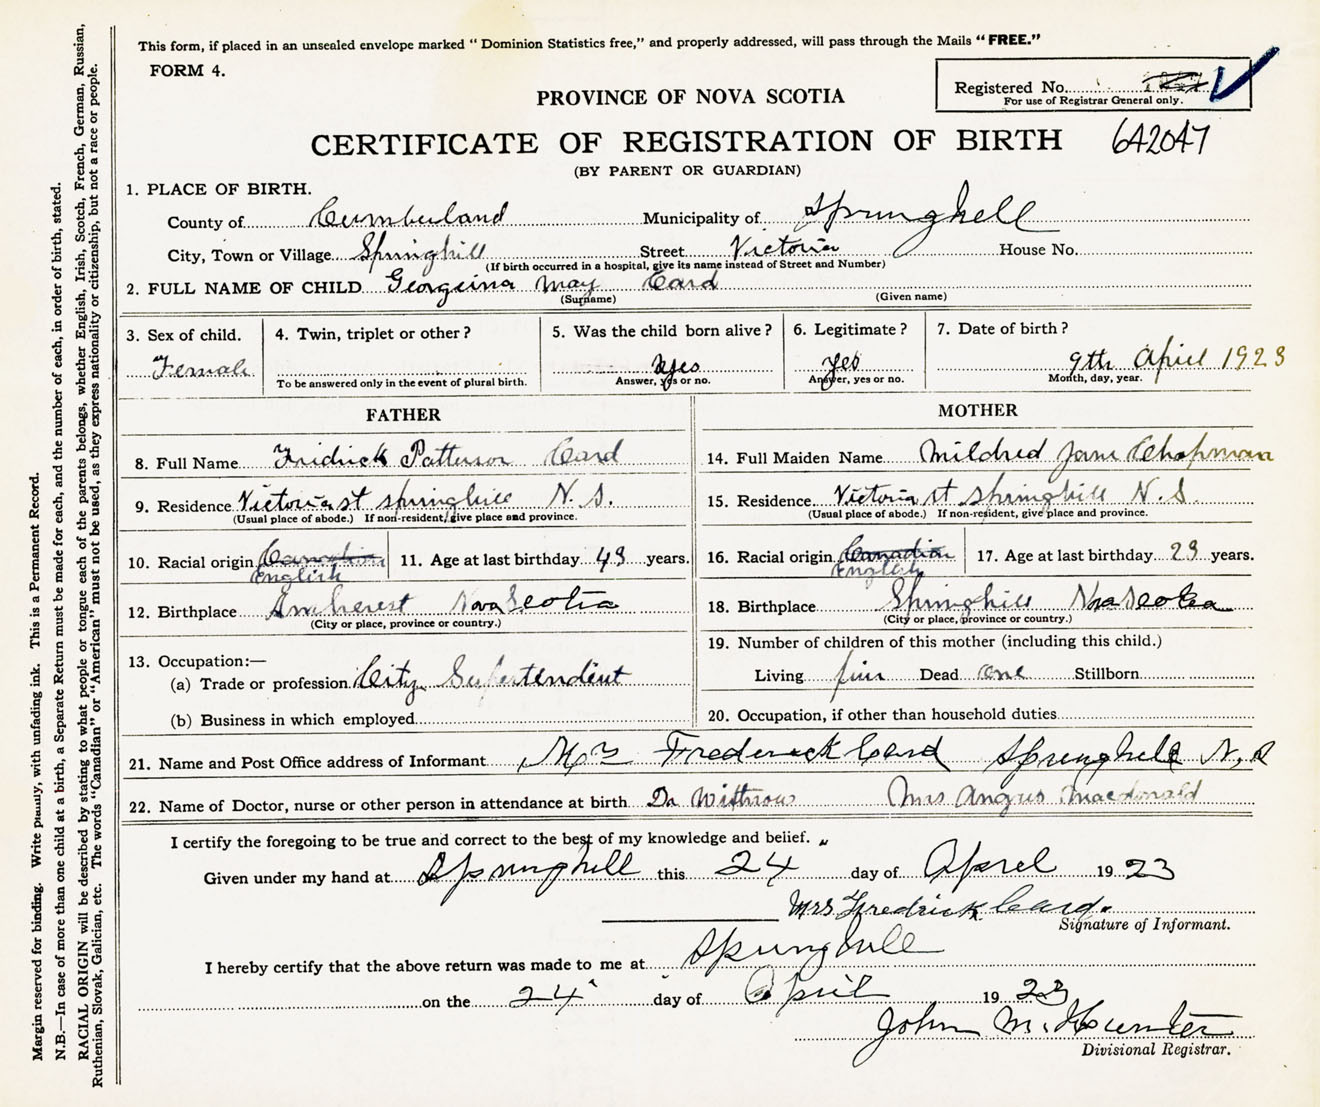 This form, if placed in an unsealed envelope marked "Dominion Statistics free," and properly addressed, will pass through the Mails "FREE."
FORM 4.
Registered No.
For use of Registrar General only.
PROVINCE OF NOVA SCOTIA
CERTIFICATE OF REGISTRATION OF BIRTH 642047
(BY PARENT OR GUARDIAN)
1. PLACE OF BIRTH.
County of Cumberland Municipality of Springhill
City, Town or Village Springhill Street Victoria House No.
(If birth occurred in a hospital, give its name instead of Street and Number)
2. FULL NAME OF CHILD Georgina May Card
(Surname) (Given name)
3. Sex of child. 4. Twin, triplet or other? 5. Was the child born alive? 6. Legitimate? 7. Date of birth?
Female Yes Yes 9th April 1923
To be answered only in the event of plural birth. Answer, yes or no. Answer, yes or no. Month, day, year.
FATHER MOTHER
8. Full Name Fridrick Patterson Card 14. Full Maiden Name Mildred Jane Chapman
9. Residence Victoria st springhill N.S. 15. Residence Victoria st springhill N.S
(Usual place of abode.) If non-resident, give place and province. (Usual place of abode.) If non-resident, give place and province.
10. Racial origin Canadian 11. Age at last birthday 43 years. 16. Racial origin Canadian 17. Age at last birthday 23 years.
English English
12. Birthplace Amherest Nova Scotia 18. Birthplace Springhill Nova Scotia
(City or place, province or country.) (City or place, province or country.)
19. Number of children of this mother (including this child.)
13. Occupation:—
(a) Trade or profession City Supertendent Living Dead one Stillborn
(b) Business in which employed 20. Occupation, if other than household duties
21. Name and Post Office address of Informant Mrs Frederick Card Springhill N.S
22. Name of Doctor, nurse or other person in attendance at birth Dr Withrow Mrs Angus Macdonald
I certify the foregoing to be true and correct to the best of my knowledge and belief.
Given under my hand at Springhill this 24 day of April 1923
Mrs Fredrick Card.
Signature of Informant.
I hereby certify that the above return was made to me at Springhill
on the 24 day of April 1923
John M. Hunter
Divisional Registrar.
Margin reserved for binding. Write plainly, with unfading ink. This is a Permanent Record.
N.B.—In case of more than one child at a birth, a Separate Return must be made for each, and the number of each, in order of birth, stated.
RACIAL ORIGIN will be described by stating to what people or tongue each of the parents belongs, whether English, Irish, Scotch, French, German, Russian,
Ruthenian, Slovak, Galician, etc. The words "Canadian" or "American" must not be used, as they express nationality or citizenship, but not a race or people.